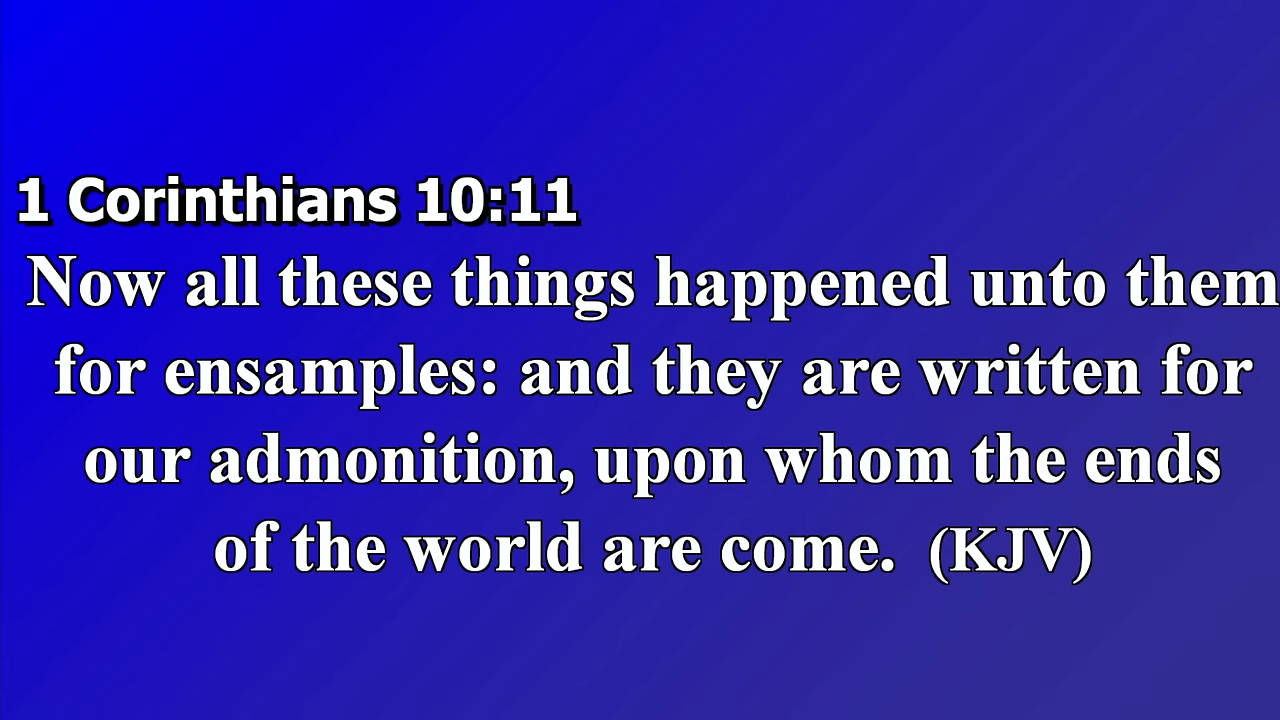 1 Corinthians 10:11
Now all these things happened unto them
for ensamples: and they are written for
our admonition, upon whom the ends
of the world are come.  (KJV)